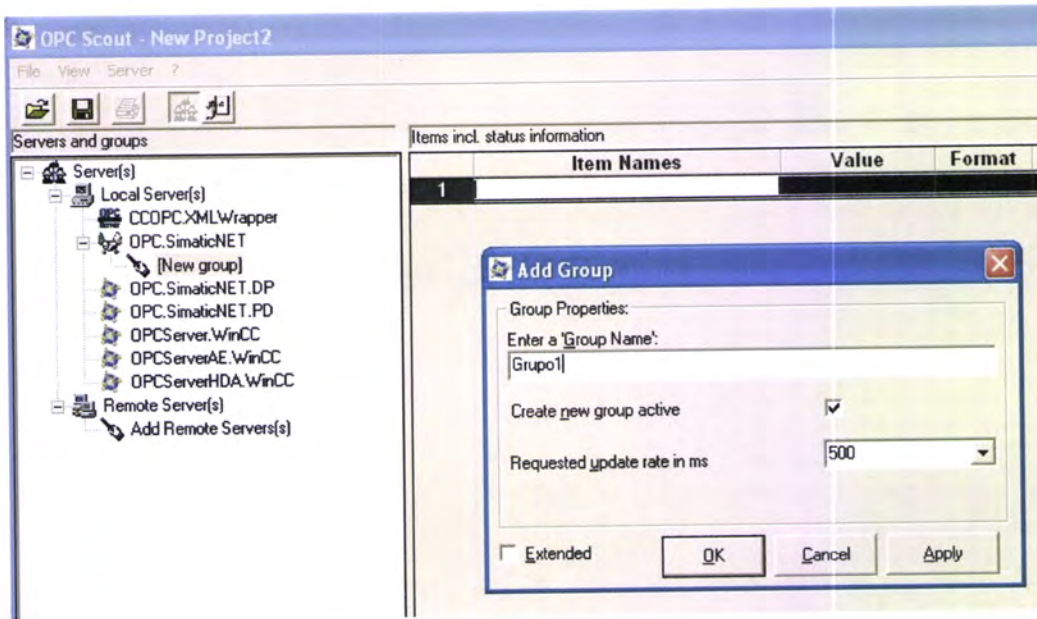 OPC Scout - New Project2
File View Server ?
Servers and groups
Server(s)
Local Server(s)
OPC CCOPC.XMLWrapper
OPC.SimaticNET
[New group]
OPC.SimaticNET.DP
OPC.SimaticNET.PD
OPCServer.WinCC
OPCServerAE.WinCC
OPCServerHDA.WinCC
Remote Server(s)
Add Remote Servers(s)
Items incl. status information
Item Names Value Format
1
Add Group
Group Properties:
Enter a 'Group Name':
Grupo1
Create new group active
Requested update rate in ms 500
Extended OK Cancel Apply